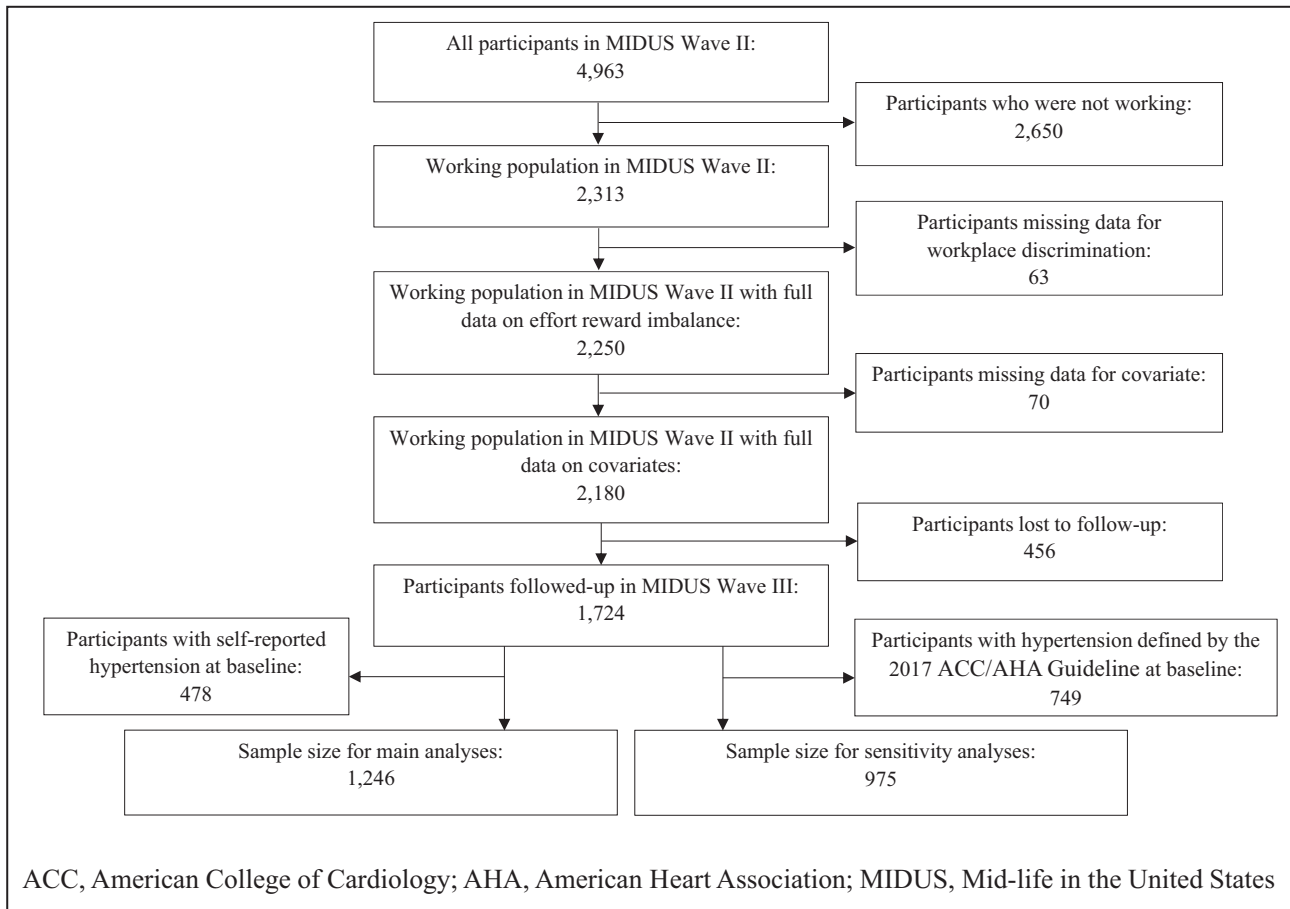 All participants in MIDUS Wave II:
4,963
Participants who were not working:
2,650
Working population in MIDUS Wave II:
2,313
Participants missing data for
workplace discrimination:
63
Working population in MIDUS Wave II with full
data on effort reward imbalance:
2,250
Participants missing data for covariate:
70
Working population in MIDUS Wave II with full
data on covariates:
2,180
Participants lost to follow-up:
456
Participants followed-up in MIDUS Wave III:
1,724
Participants with self-reported
hypertension at baseline:
478
Participants with hypertension defined by the
2017 ACC/AHA Guideline at baseline:
749
Sample size for main analyses:
1,246
Sample size for sensitivity analyses:
975
ACC, American College of Cardiology; AHA, American Heart Association; MIDUS, Mid-life in the United States